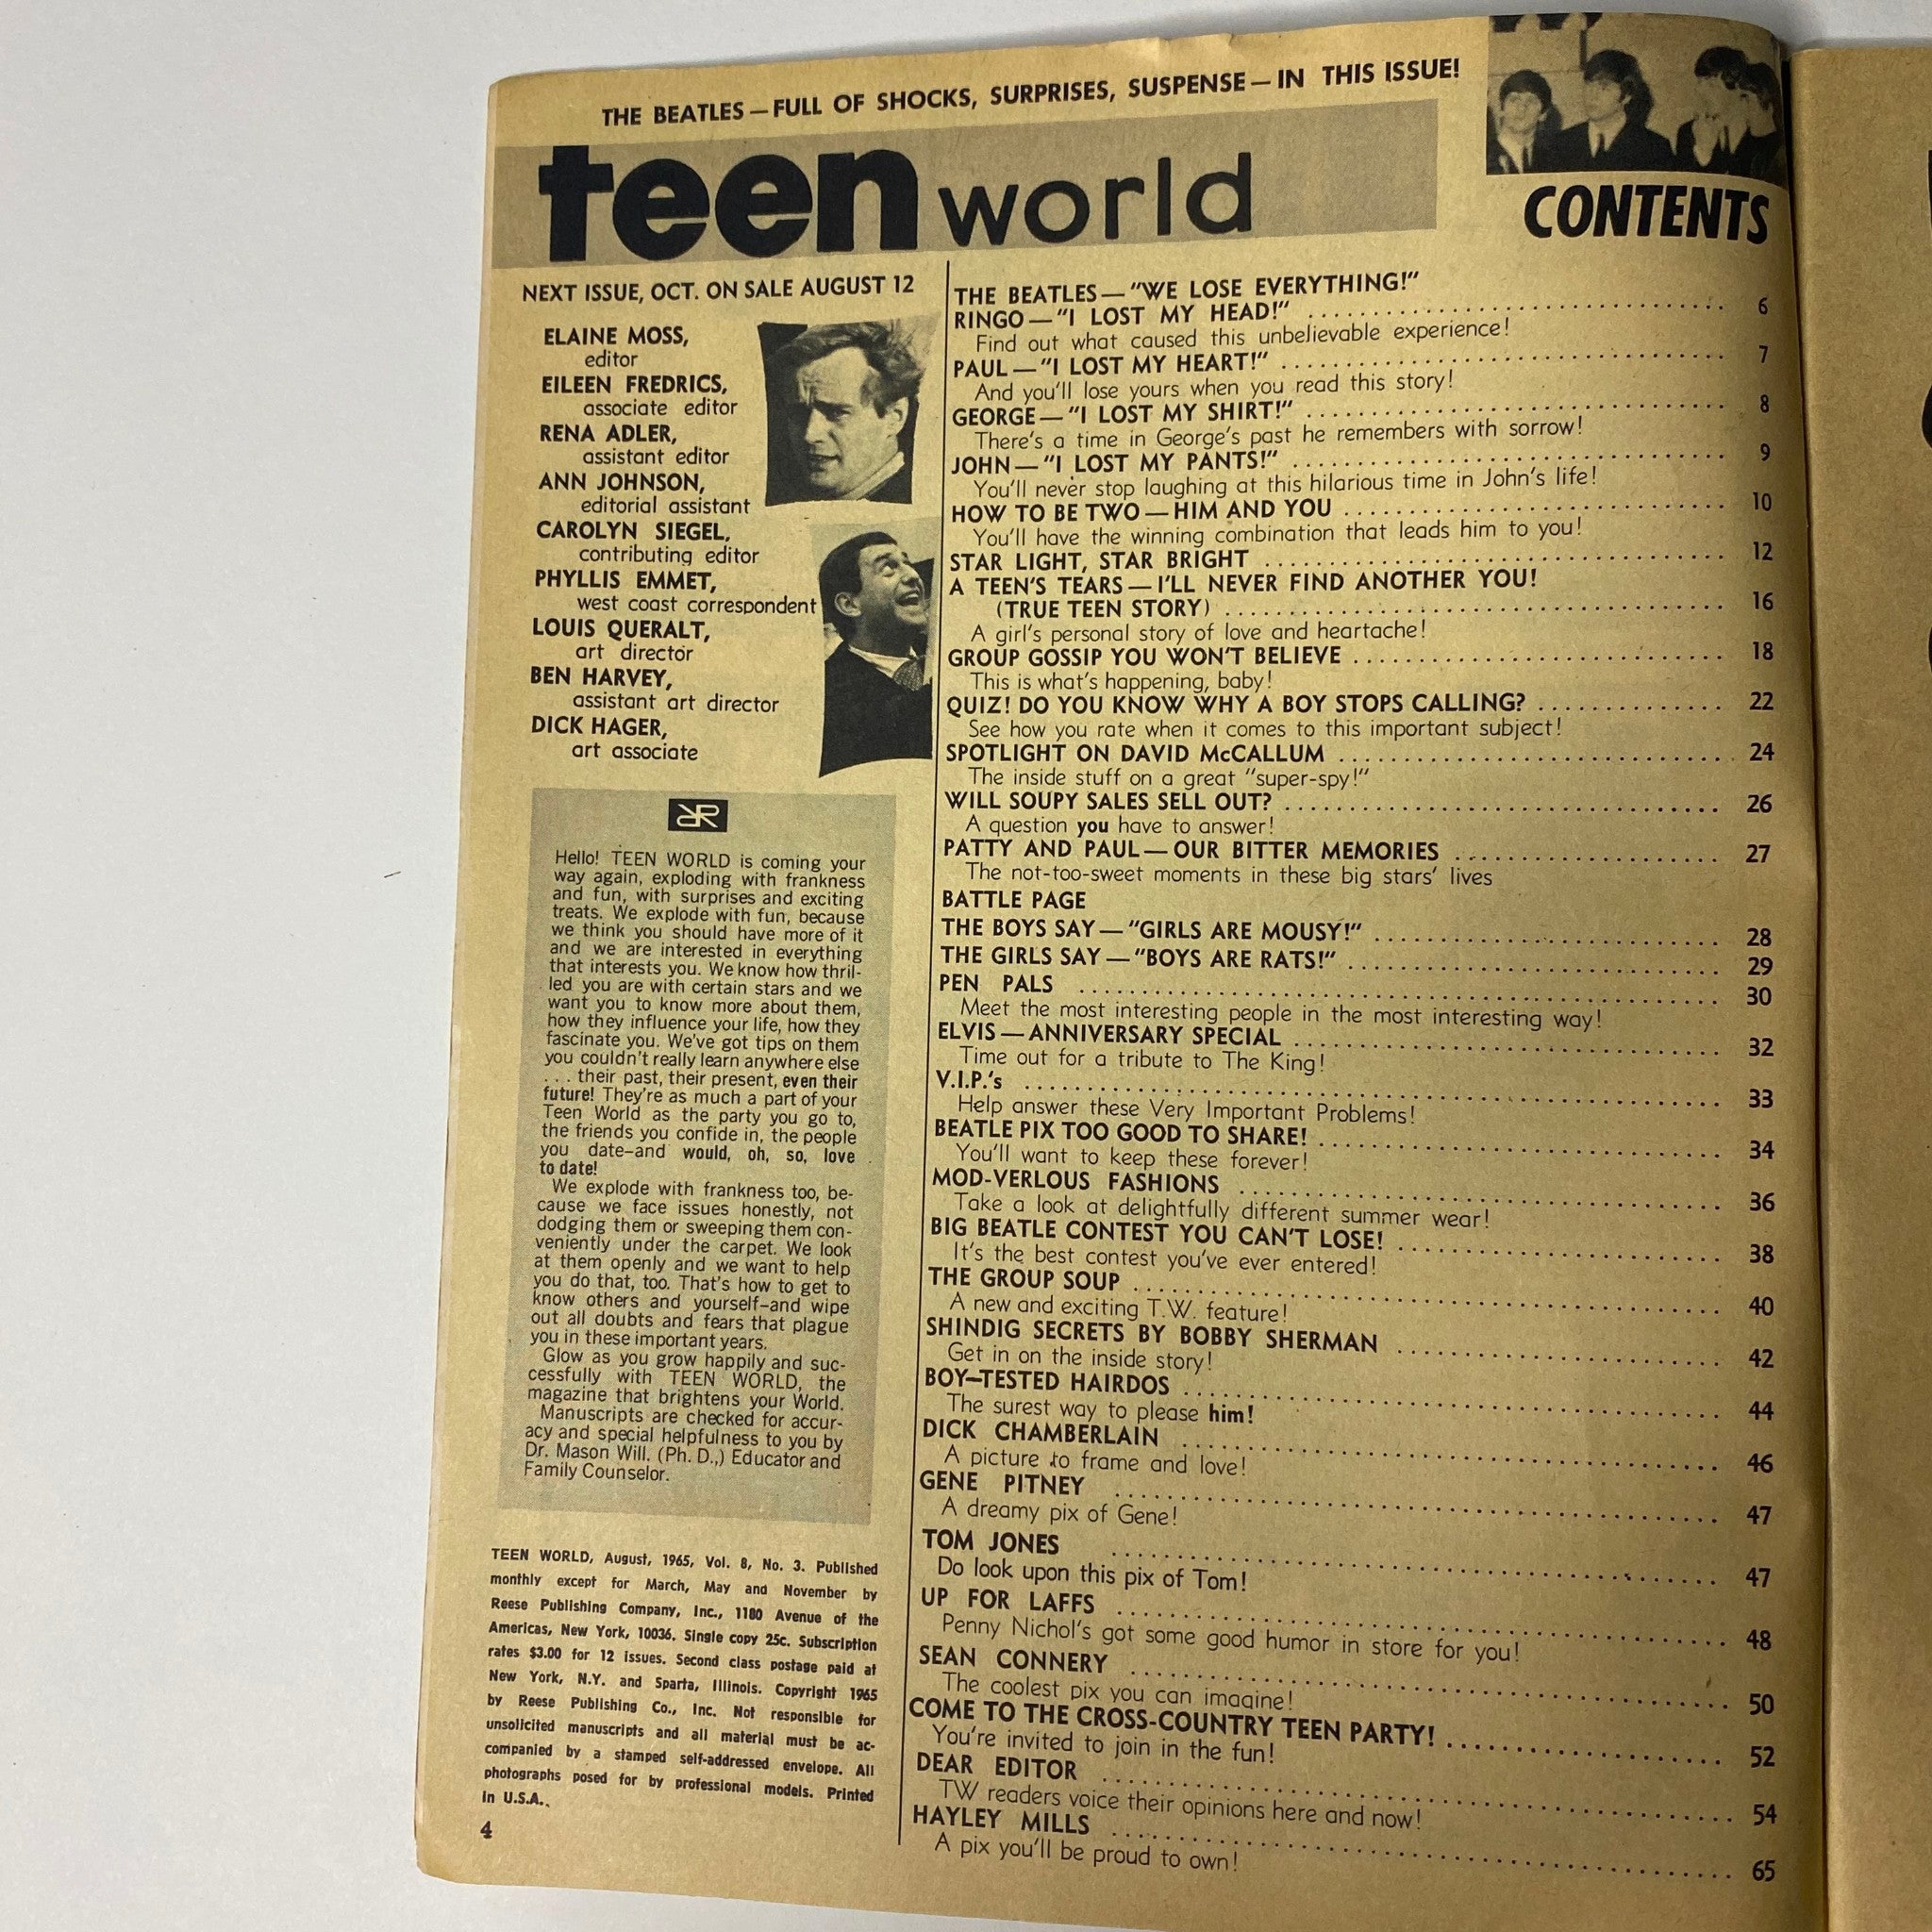 THE BEATLES—FULL OF SHOCKS, SURPRISES, SUSPENSE—IN THIS ISSUE!
teen world
CONTENTS
NEXT ISSUE, OCT. ON SALE AUGUST 12
ELAINE MOSS,
editor
EILEEN FREDRICS,
associate editor
RENA ADLER,
assistant editor
ANN JOHNSON,
editorial assistant
CAROLYN SIEGEL,
contributing editor
PHYLLIS EMMET,
west coast correspondent
LOUIS QUERALT,
art director
BEN HARVEY,
assistant art director
DICK HAGER,
art associate
Hello! TEEN WORLD is coming your
way again, exploding with frankness
and fun, with surprises and exciting
treats. We explode with fun, because
we think you should have more of it
and we are interested in everything
that interests you. We know how thril-
led you are with certain stars and we
want you to know more about them,
how they influence your life, how they
fascinate you. We've got tips on them
you couldn't really learn anywhere else
. . . their past, their present, even their
future! They're as much a part of your
Teen World as the party you go to,
the friends you confide in, the people
you date–and would, oh, so, love
to date!
We explode with frankness too, be-
cause we face issues honestly, not
dodging them or sweeping them con-
veniently under the carpet. We look
at them openly and we want to help
you do that, too. That's how to get to
know others and yourself–and wipe
out all doubts and fears that plague
you in these important years.
Glow as you grow happily and suc-
cessfully with TEEN WORLD, the
magazine that brightens your World.
Manuscripts are checked for accur-
acy and special helpfulness to you by
Dr. Mason Will. (Ph. D.,) Educator and
Family Counselor.
TEEN WORLD, August, 1965, Vol. 8, No. 3. Published
monthly except for March, May and November by
Reese Publishing Company, Inc., 1180 Avenue of the
Americas, New York, 10036. Single copy 25c. Subscription
rates $3.00 for 12 issues. Second class postage paid at
New York, N.Y. and Sparta, Illinois. Copyright 1965
by Reese Publishing Co., Inc. Not responsible for
unsolicited manuscripts and all material must be ac-
companied by a stamped self-addressed envelope. All
photographs posed for by professional models. Printed
in U.S.A.
4
THE BEATLES—"WE LOSE EVERYTHING!"
RINGO—"I LOST MY HEAD!" 6
Find out what caused this unbelievable experience!
PAUL—"I LOST MY HEART!" 7
And you'll lose yours when you read this story!
GEORGE—"I LOST MY SHIRT!" 8
There's a time in George's past he remembers with sorrow!
JOHN—"I LOST MY PANTS!" 9
You'll never stop laughing at this hilarious time in John's life!
HOW TO BE TWO—HIM AND YOU 10
You'll have the winning combination that leads him to you!
STAR LIGHT, STAR BRIGHT 12
A TEEN'S TEARS—I'LL NEVER FIND ANOTHER YOU!
(TRUE TEEN STORY) 16
A girl's personal story of love and heartache!
GROUP GOSSIP YOU WON'T BELIEVE 18
This is what's happening, baby!
QUIZ! DO YOU KNOW WHY A BOY STOPS CALLING? 22
See how you rate when it comes to this important subject!
SPOTLIGHT ON DAVID McCALLUM 24
The inside stuff on a great "super-spy!"
WILL SOUPY SALES SELL OUT? 26
A question you have to answer!
PATTY AND PAUL—OUR BITTER MEMORIES 27
The not-too-sweet moments in these big stars' lives
BATTLE PAGE
THE BOYS SAY—"GIRLS ARE MOUSY!" 28
THE GIRLS SAY—"BOYS ARE RATS!" 29
PEN PALS 30
Meet the most interesting people in the most interesting way!
ELVIS—ANNIVERSARY SPECIAL 32
Time out for a tribute to The King!
V.I.P.'s 33
Help answer these Very Important Problems!
BEATLE PIX TOO GOOD TO SHARE! 34
You'll want to keep these forever!
MOD-VERLOUS FASHIONS 36
Take a look at delightfully different summer wear!
BIG BEATLE CONTEST YOU CAN'T LOSE! 38
It's the best contest you've ever entered!
THE GROUP SOUP 40
A new and exciting T.W. feature!
SHINDIG SECRETS BY BOBBY SHERMAN 42
Get in on the inside story!
BOY–TESTED HAIRDOS 44
The surest way to please him!
DICK CHAMBERLAIN 46
A picture to frame and love!
GENE PITNEY 47
A dreamy pix of Gene!
TOM JONES 47
Do look upon this pix of Tom!
UP FOR LAFFS 48
Penny Nichol's got some good humor in store for you!
SEAN CONNERY 50
The coolest pix you can imagine!
COME TO THE CROSS-COUNTRY TEEN PARTY! 52
You're invited to join in the fun!
DEAR EDITOR 54
TW readers voice their opinions here and now!
HAYLEY MILLS 65
A pix you'll be proud to own!